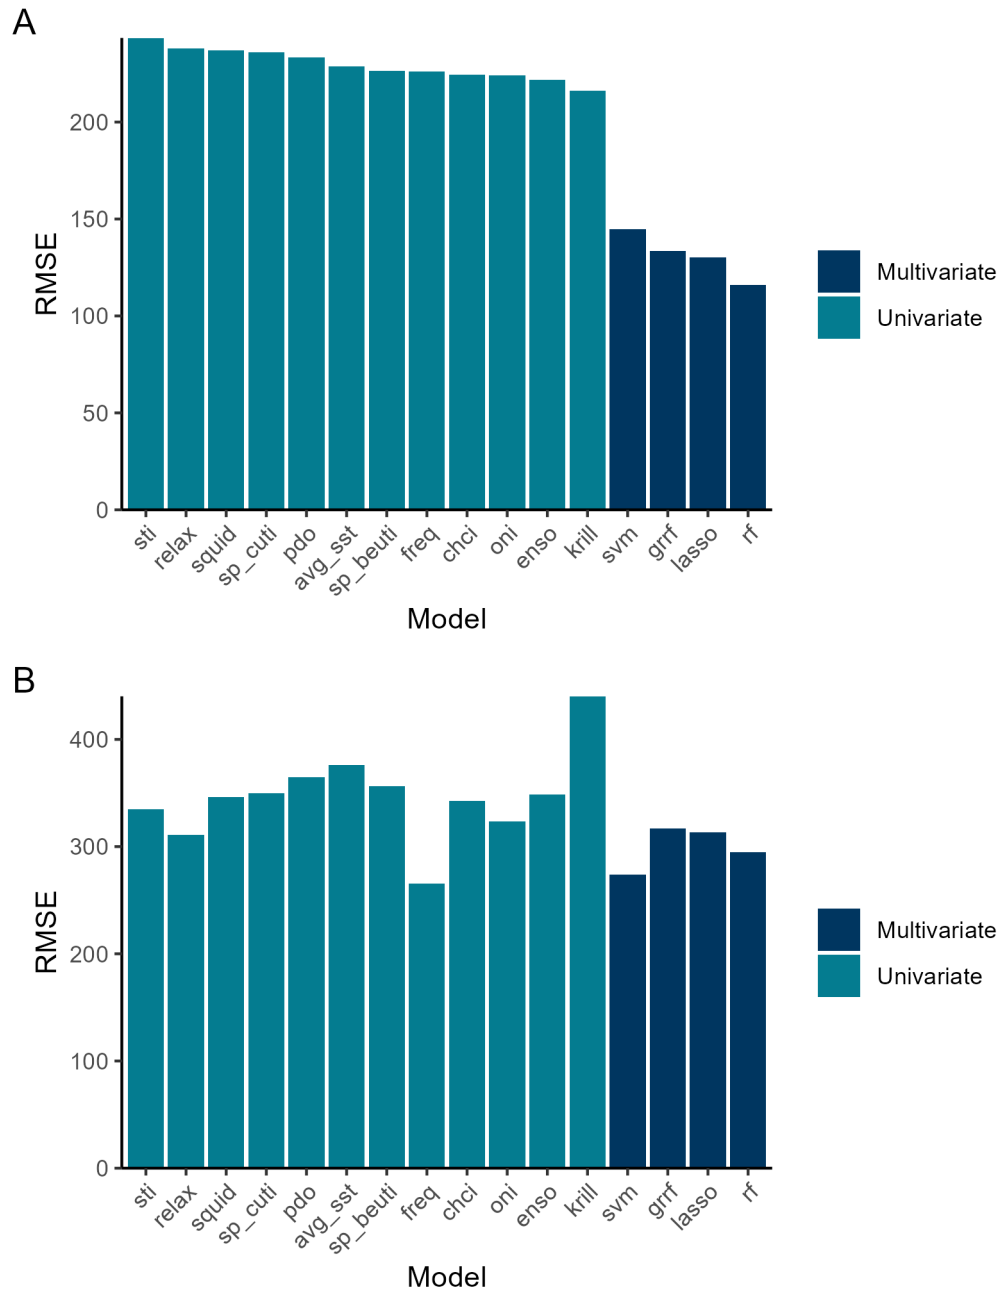 A
RMSE
200
150
100
50
0
sti
relax
squid
sp_cuti
pdo
avg_sst
sp_beuti
freq
chci
oni
enso
krill
svm
grrf
lasso
rf
Model
Multivariate
Univariate
B
RMSE
400
300
200
100
0
sti
relax
squid
sp_cuti
pdo
avg_sst
sp_beuti
freq
chci
oni
enso
krill
svm
grrf
lasso
rf
Model
Multivariate
Univariate